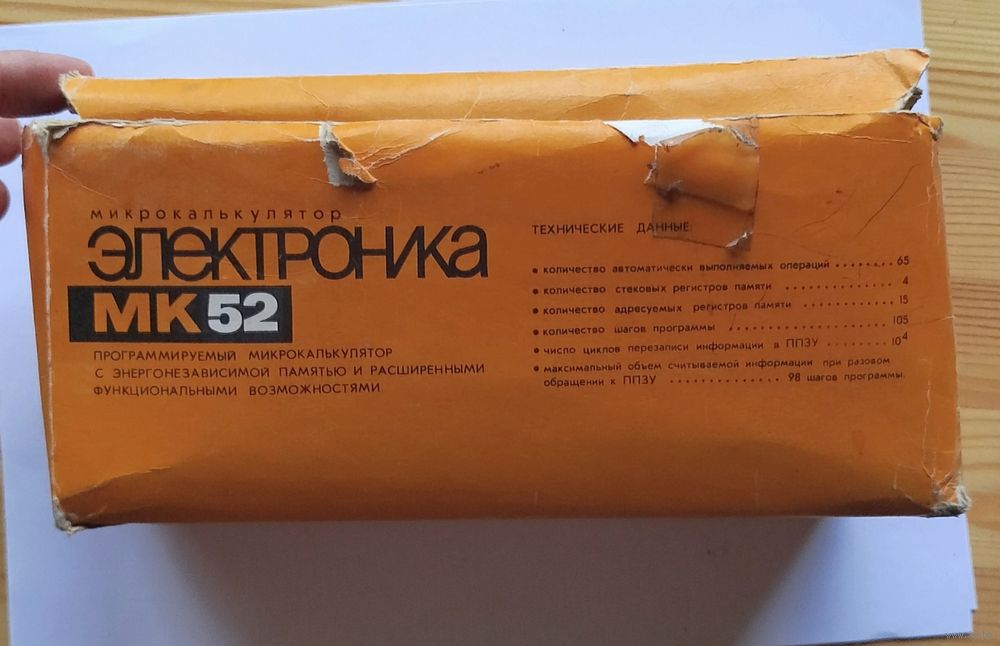 микрокалькулятор
электроника
МК 52
ПРОГРАММИРУЕМЫЙ МИКРОКАЛЬКУЛЯТОР
С ЭНЕРГОНЕЗАВИСИМОЙ ПАМЯТЬЮ И РАСШИРЕННЫМИ
ФУНКЦИОНАЛЬНЫМИ ВОЗМОЖНОСТЯМИ
ТЕХНИЧЕСКИЕ ДАННЫЕ:
• количество автоматически выполняемых операций ........ 65
• количество стековых регистров памяти ............... 4
• количество адресуемых регистров памяти ............. 15
• количество шагов программы .................. 105
• число циклов перезаписи информации в ППЗУ ........ 10⁴
• максимальный объем считываемой информации при разовом
обращении к ППЗУ ............... 98 шагов программы.